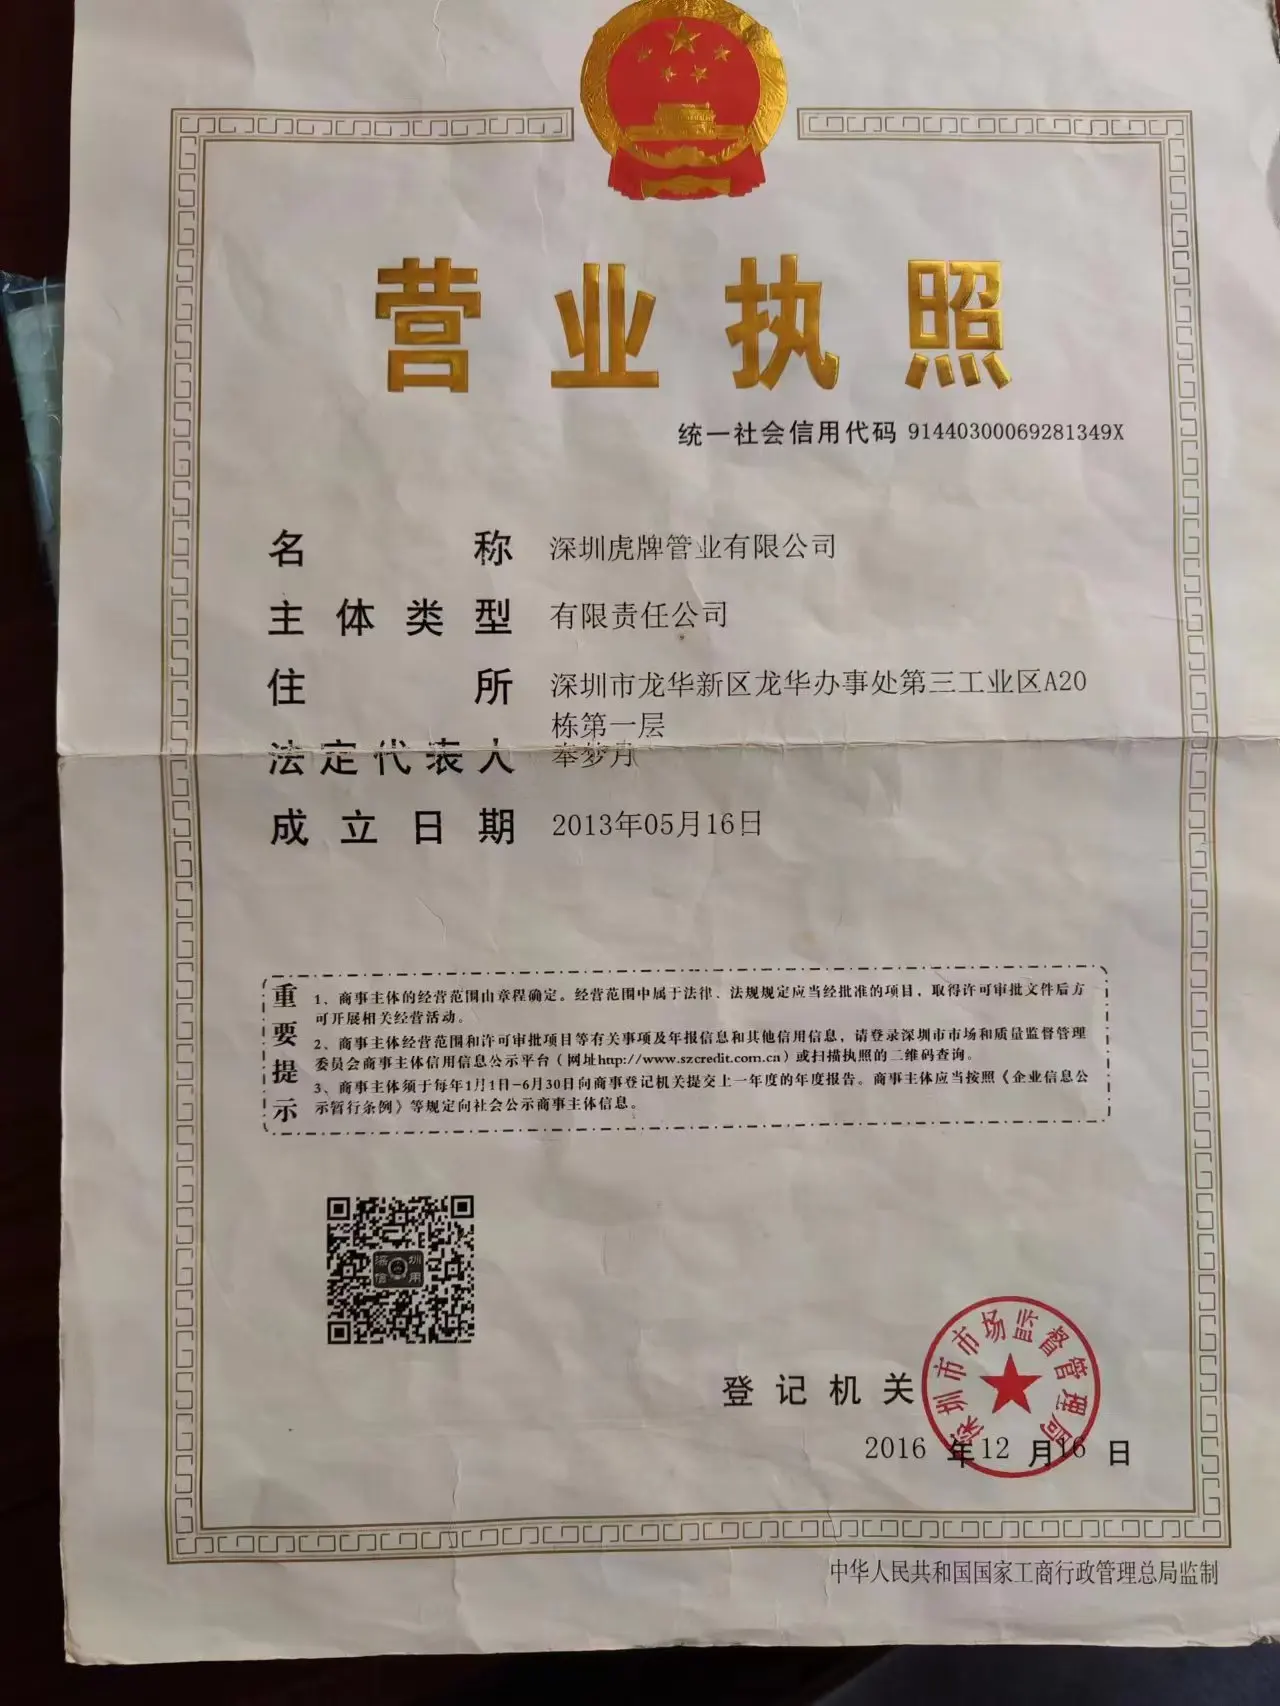 营业执照
统一社会信用代码 91440300069281349X
名称 深圳虎牌管业有限公司
主体类型 有限责任公司
住所 深圳市龙华新区龙华办事处第三工业区A20
栋第一层
法定代表人 奉梦月
成立日期 2013年05月16日
重要提示
1、商事主体的经营范围由章程确定。经营范围中属于法律、法规规定应当经批准的项目，取得许可审批文件后方
可开展相关经营活动。
2、商事主体经营范围和许可审批项目等有关事项及年报信息和其他信用信息，请登录深圳市市场和质量监督管理
委员会商事主体信用信息公示平台（网址http://www.szcredit.com.cn）或扫描执照的二维码查询。
3、商事主体须于每年1月1日-6月30日向商事登记机关提交上一年度的年度报告。商事主体应当按照《企业信息公
示暂行条例》等规定向社会公示商事主体信息。
深圳
信用
登记机关
深圳市市场监督管理局
2016 年12 月16 日
中华人民共和国国家工商行政管理总局监制